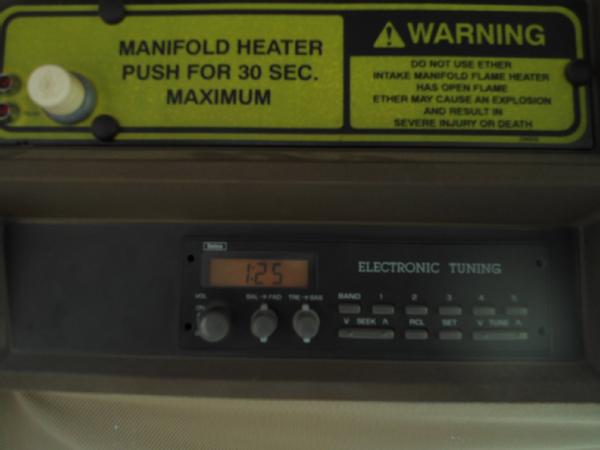 MANIFOLD HEATER
PUSH FOR 30 SEC.
MAXIMUM
WARNING
DO NOT USE ETHER
INTAKE MANIFOLD FLAME HEATER
HAS OPEN FLAME
ETHER MAY CAUSE AN EXPLOSION
AND RESULT IN
SEVERE INJURY OR DEATH
1:25
ELECTRONIC TUNING
VOL BAL → FAD TRE → BAS BAND 1 2 3 4 5
V SEEK Λ RCL SET V TUNE Λ